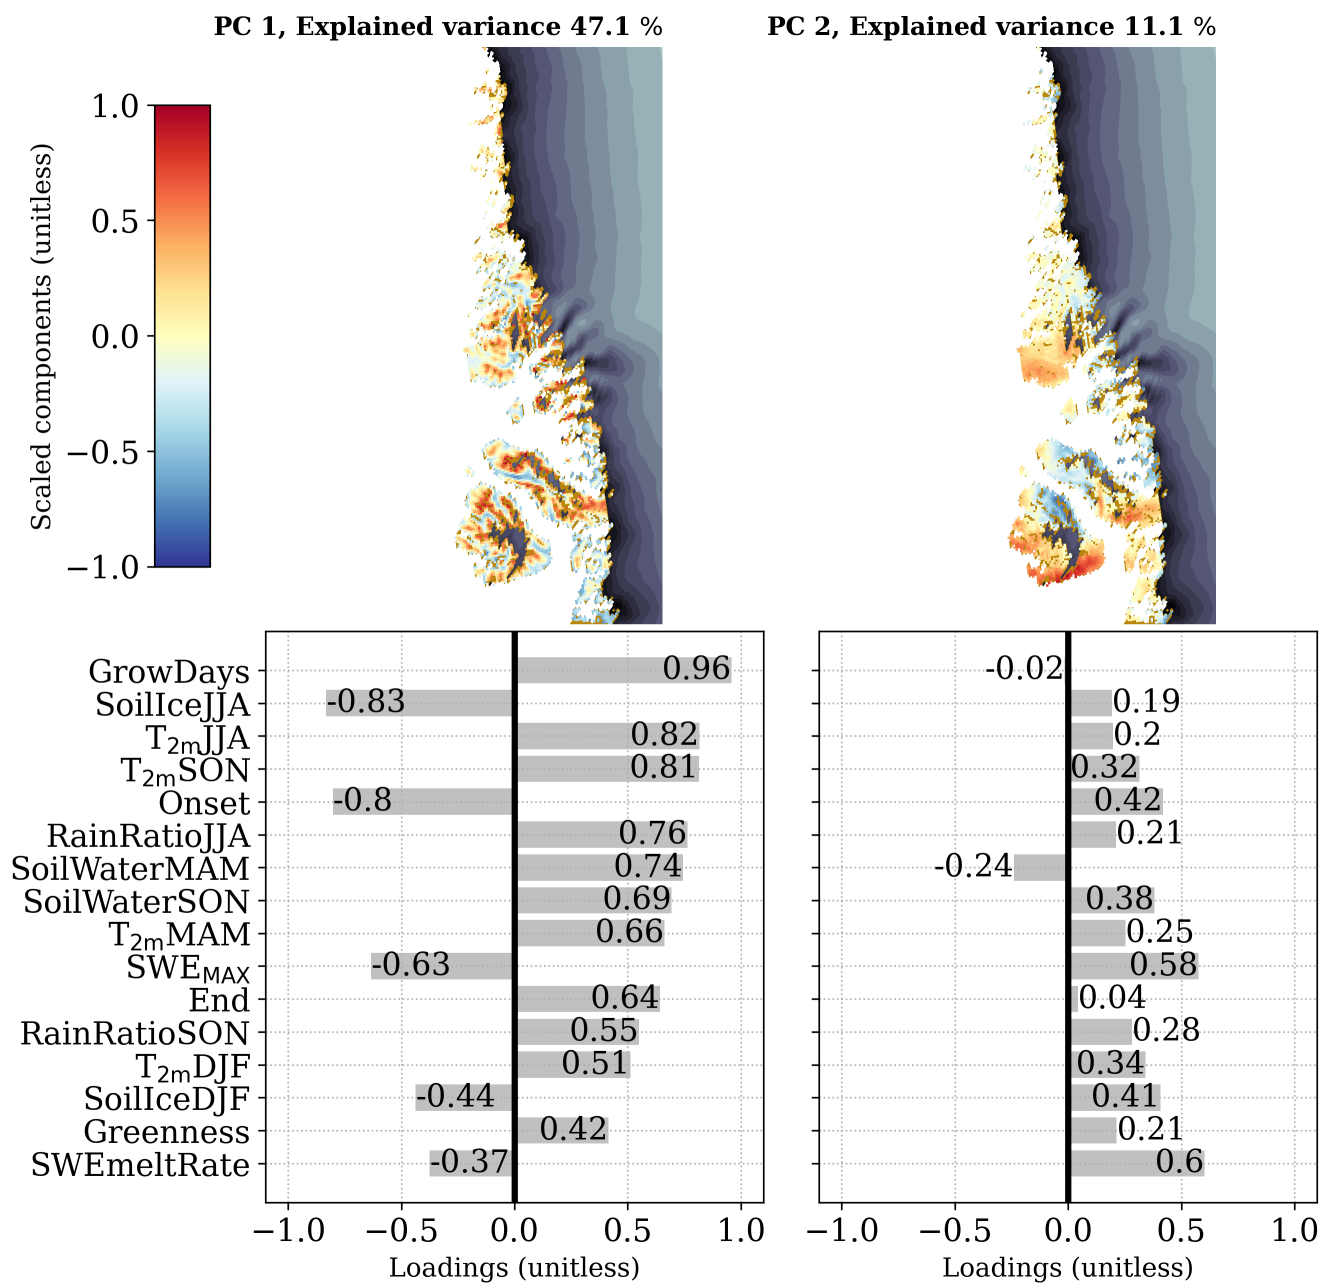 PC 1, Explained variance 47.1 %
PC 2, Explained variance 11.1 %
Scaled components (unitless)
1.0
0.5
0.0
−0.5
−1.0
GrowDays 0.96 -0.02
SoilIceJJA -0.83 0.19
T2mJJA 0.82 0.2
T2mSON 0.81 0.32
Onset -0.8 0.42
RainRatioJJA 0.76 0.21
SoilWaterMAM 0.74 -0.24
SoilWaterSON 0.69 0.38
T2mMAM 0.66 0.25
SWEMAX -0.63 0.58
End 0.64 0.04
RainRatioSON 0.55 0.28
T2mDJF 0.51 0.34
SoilIceDJF -0.44 0.41
Greenness 0.42 0.21
SWEmeltRate -0.37 0.6
−1.0 −0.5 0.0 0.5 1.0
−1.0 −0.5 0.0 0.5 1.0
Loadings (unitless)
Loadings (unitless)